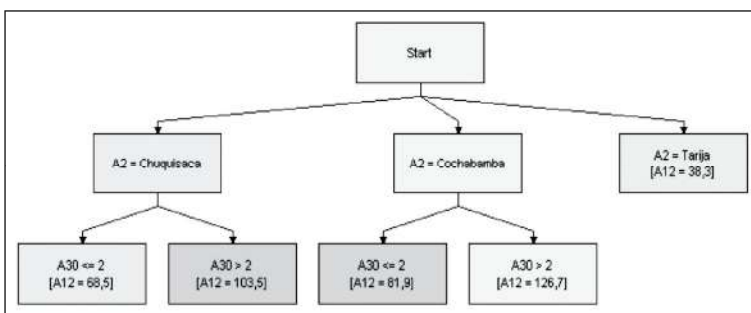 Start
A2 = Chuquisaca
A2 = Cochabamba
A2 = Tarija
[A12 = 38,3]
A30 <= 2
[A12 = 68,5]
A30 > 2
[A12 = 103,5]
A30 <= 2
[A12 = 81,9]
A30 > 2
[A12 = 126,7]